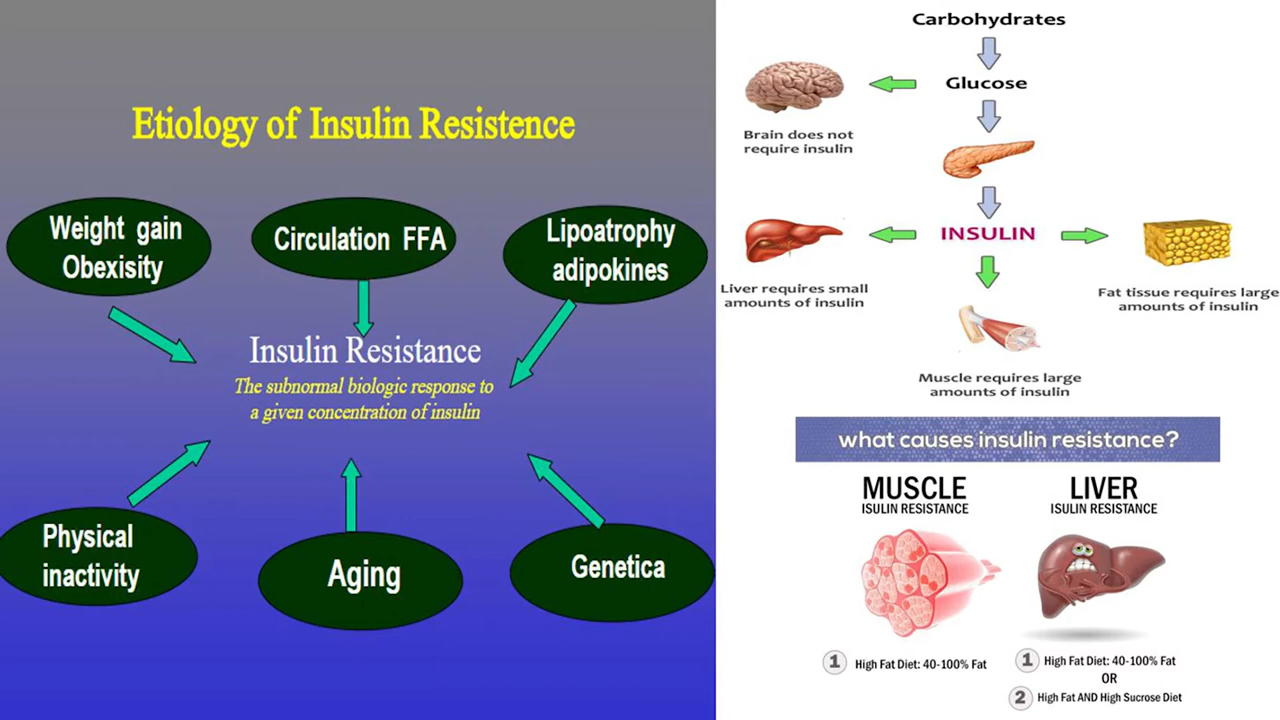 Etiology of Insulin Resistence
Weight gain
Obexisity
Circulation FFA
Lipoatrophy
adipokines
Insulin Resistance
The subnormal biologic response to
a given concentration of insulin
Physical
inactivity
Aging
Genetica
Carbohydrates
Glucose
Brain does not
require insulin
INSULIN
Liver requires small
amounts of insulin
Fat tissue requires large
amounts of insulin
Muscle requires large
amounts of insulin
what causes insulin resistance?
MUSCLE
ISULIN RESISTANCE
LIVER
ISULIN RESISTANCE
1 High Fat Diet: 40-100% Fat
1 High Fat Diet: 40-100% Fat
OR
2 High Fat AND High Sucrose Diet